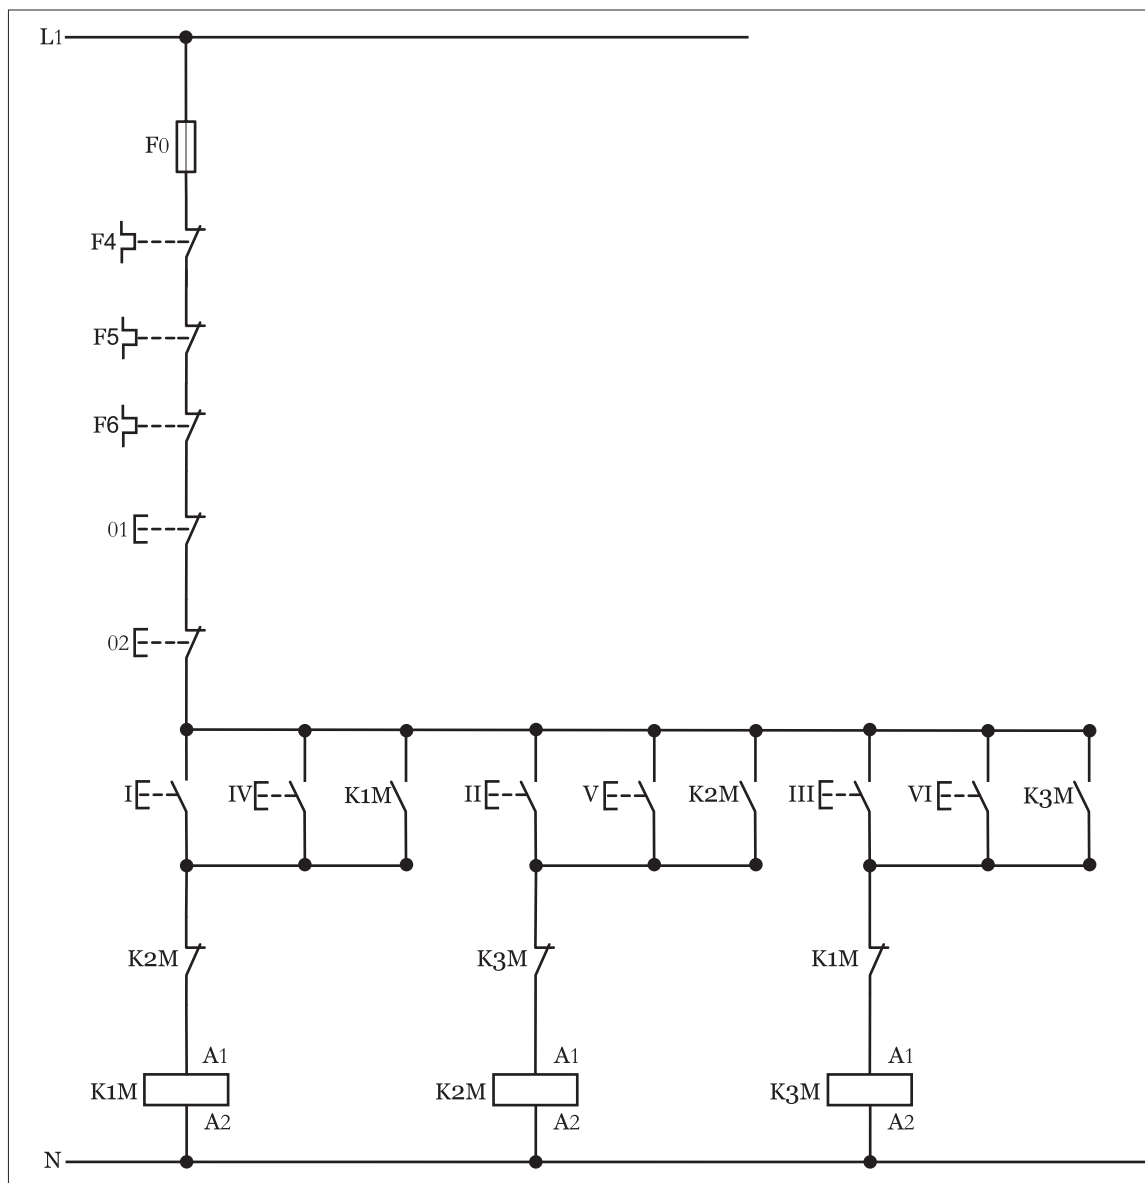 L1
F0
F4
F5
F6
01
02
I IV K1M II V K2M III VI K3M
K2M K3M K1M
A1 A1 A1
K1M K2M K3M
A2 A2 A2
N